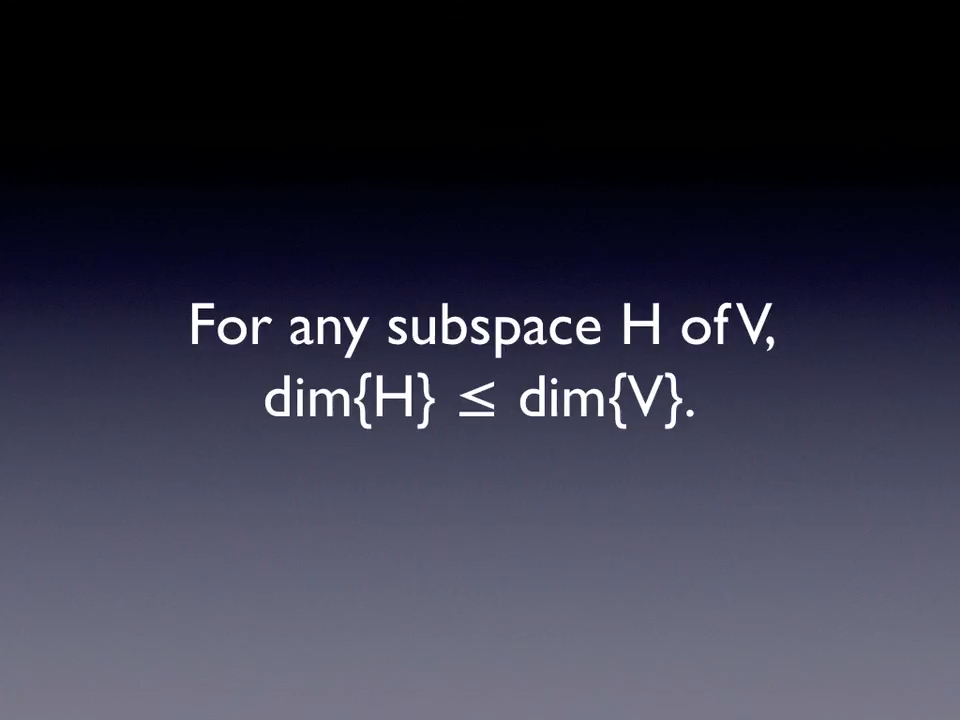 For any subspace H of V,
dim{H} ≤ dim{V}.